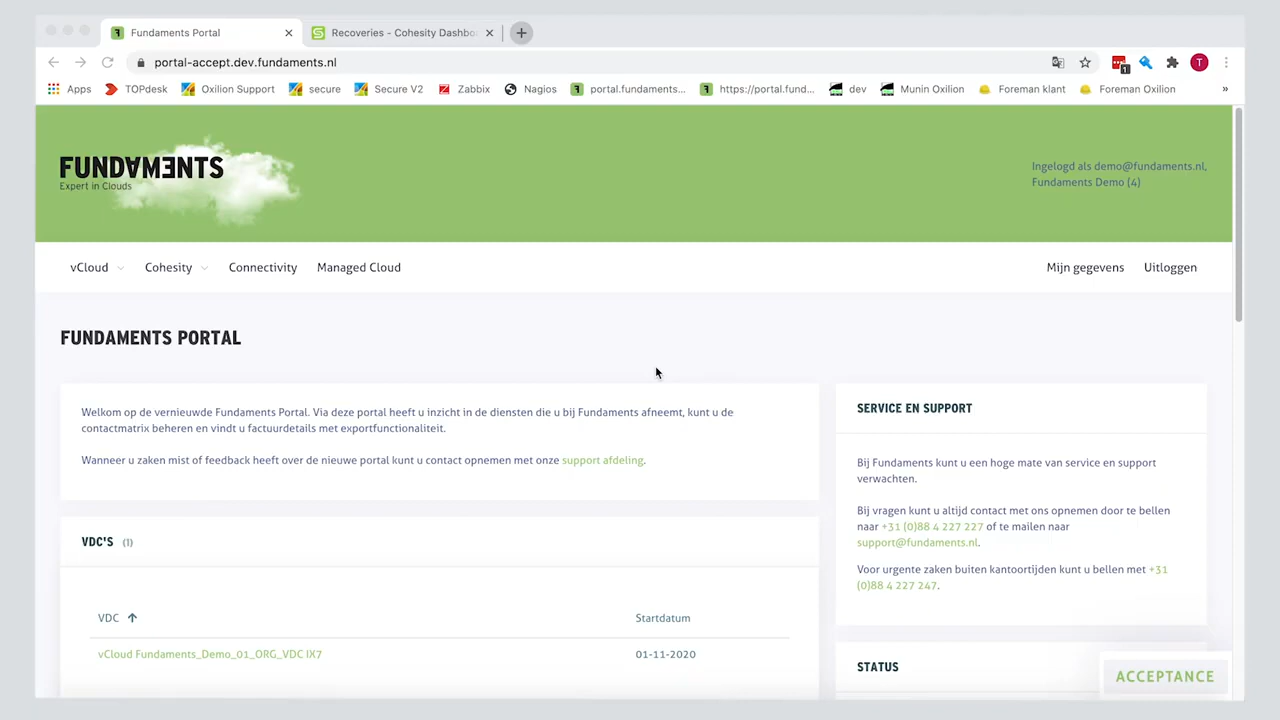 Fundaments Portal
Recoveries - Cohesity Dashbo
portal-accept.dev.fundaments.nl
1
T
Apps
TOPdesk
Oxilion Support
secure
Secure V2
Zabbix
Nagios
portal.fundaments...
https://portal.fund...
dev
Munin Oxilion
Foreman klant
Foreman Oxilion
»
FUNDAMENTS
Expert in Clouds
Ingelogd als demo@fundaments.nl,
Fundaments Demo (4)
vCloud
Cohesity
Connectivity
Managed Cloud
Mijn gegevens
Uitloggen
FUNDAMENTS PORTAL
Welkom op de vernieuwde Fundaments Portal. Via deze portal heeft u inzicht in de diensten die u bij Fundaments afneemt, kunt u de
contactmatrix beheren en vindt u factuurdetails met exportfunctionaliteit.
Wanneer u zaken mist of feedback heeft over de nieuwe portal kunt u contact opnemen met onze support afdeling.
VDC'S (1)
VDC
Startdatum
vCloud Fundaments_Demo_01_ORG_VDC IX7
01-11-2020
SERVICE EN SUPPORT
Bij Fundaments kunt u een hoge mate van service en support
verwachten.
Bij vragen kunt u altijd contact met ons opnemen door te bellen
naar +31 (0)88 4 227 227 of te mailen naar
support@fundaments.nl.
Voor urgente zaken buiten kantoortijden kunt u bellen met +31
(0)88 4 227 247.
STATUS
ACCEPTANCE